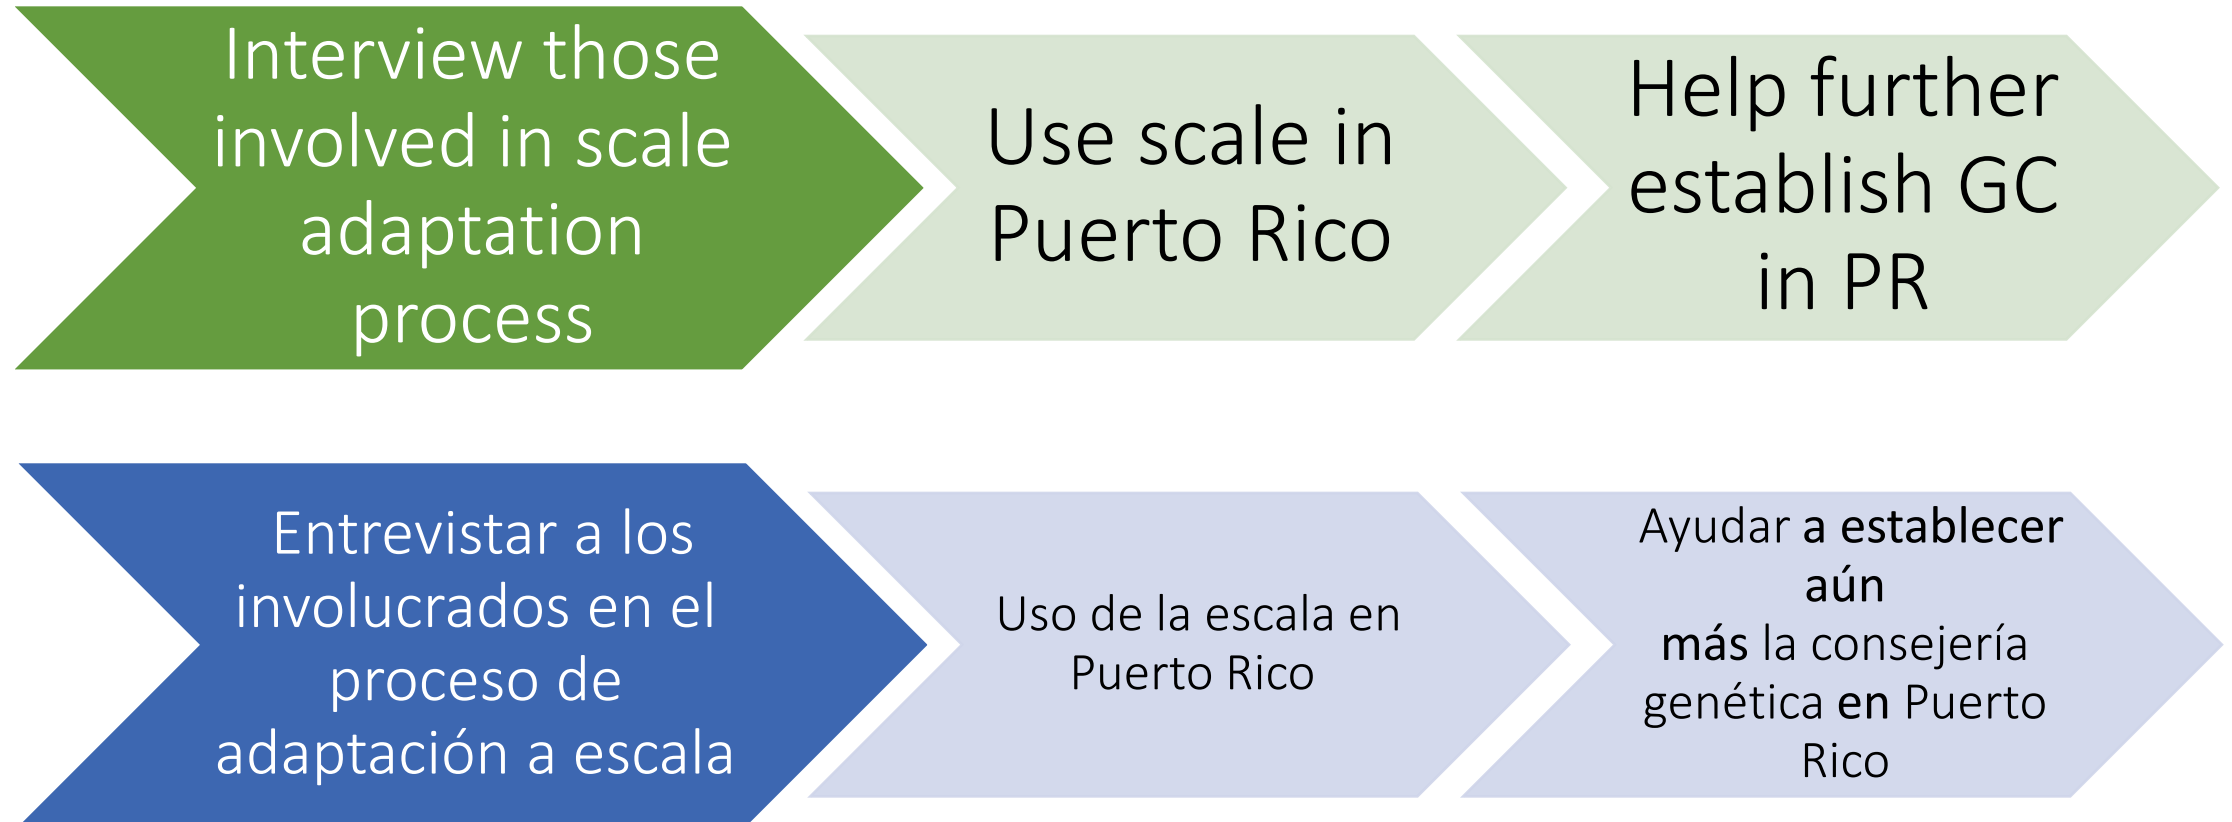 Interview those
involved in scale
adaptation
process
Use scale in
Puerto Rico
Help further
establish GC
in PR
Entrevistar a los
involucrados en el
proceso de
adaptación a escala
Uso de la escala en
Puerto Rico
Ayudar a establecer
aún
más la consejería
genética en Puerto
Rico